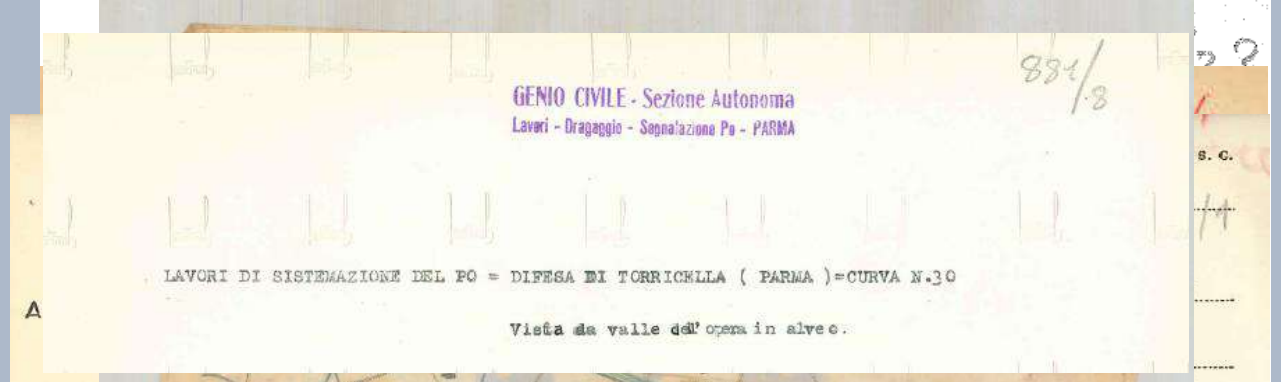 881/8
GENIO CIVILE - Sezione Autonoma
Lavori - Dragaggio - Segnalazione Po - PARMA
S. G.
/1
LAVORI DI SISTEMAZIONE DEL PO = DIFESA DI TORRICELLA ( PARMA )=CURVA N.30
A
Vista da valle dell'opera in alveo.